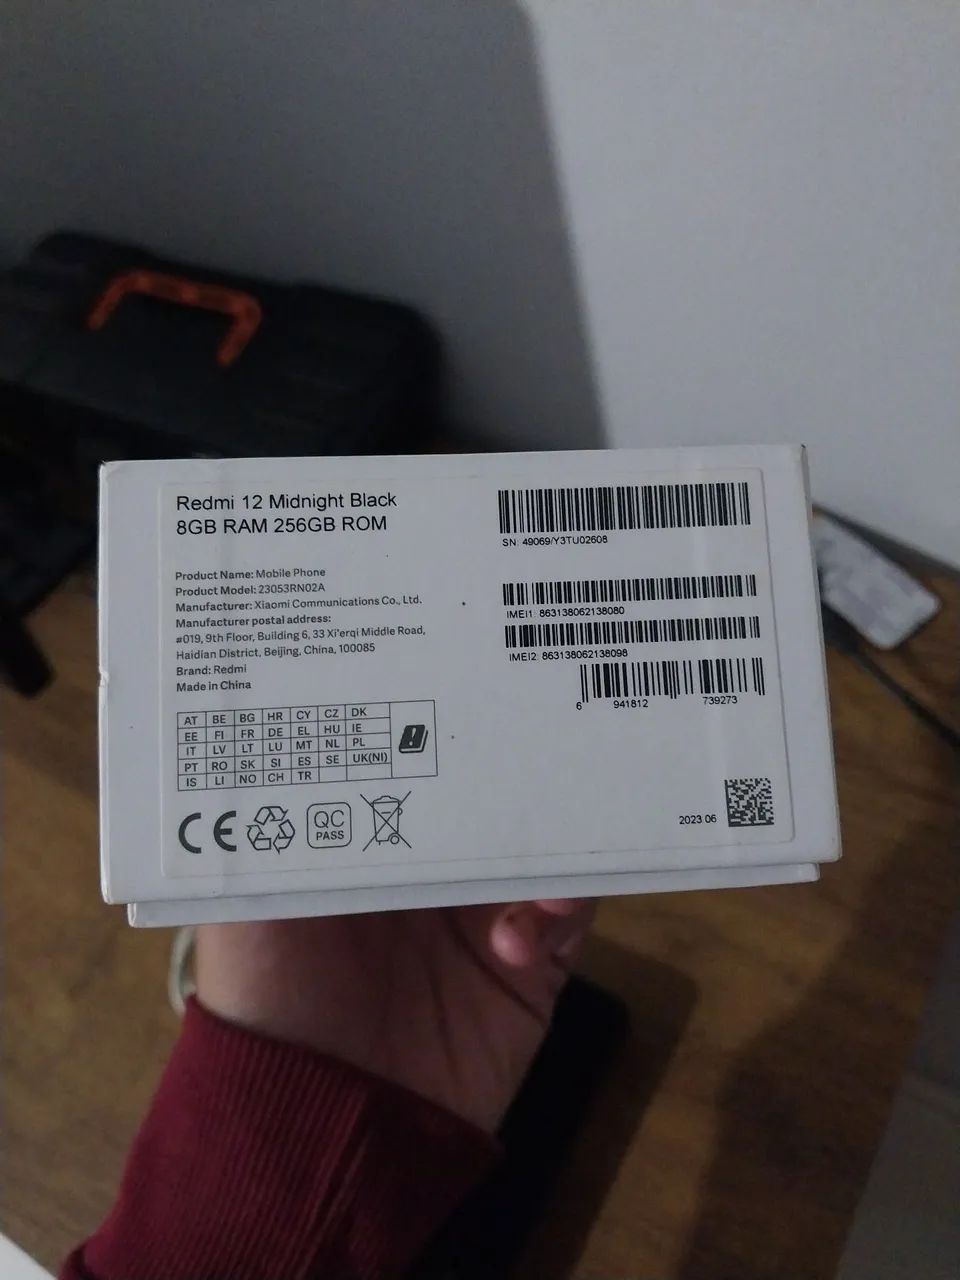 Redmi 12 Midnight Black
8GB RAM 256GB ROM
Product Name: Mobile Phone
Product Model: 23053RN02A
Manufacturer: Xiaomi Communications Co., Ltd.
Manufacturer postal address:
#019, 9th Floor, Building 6, 33 Xi'erqi Middle Road,
Haidian District, Beijing, China, 100085
Brand: Redmi
Made in China
AT BE BG HR CY CZ DK
EE FI FR DE EL HU IE
IT LV LT LU MT NL PL
PT RO SK SI ES SE UK(NI)
IS LI NO CH TR
CE
QC
PASS
SN: 49069/Y3TU02608
IMEI1: 863138062138080
IMEI2: 863138062138098
6 941812 739273
2023.06